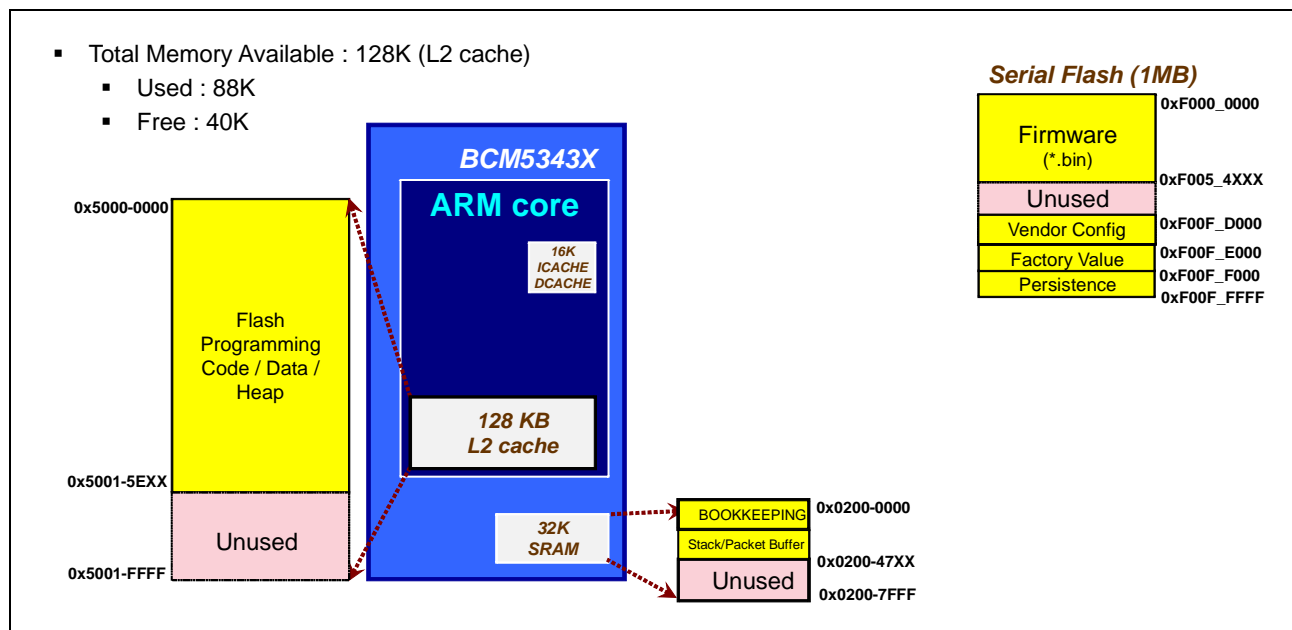 ▪ Total Memory Available : 128K (L2 cache)
▪ Used : 88K
▪ Free : 40K
0x5000-0000
Flash
Programming
Code / Data /
Heap
0x5001-5EXX
Unused
0x5001-FFFF
BCM5343X
ARM core
16K
ICACHE
DCACHE
128 KB
L2 cache
32K
SRAM
BOOKKEEPING
0x0200-0000
Stack/Packet Buffer
0x0200-47XX
Unused
0x0200-7FFF
Serial Flash (1MB)
0xF000_0000
Firmware
(*.bin)
0xF005_4XXX
Unused
Vendor Config
0xF00F_D000
Factory Value
0xF00F_E000
Persistence
0xF00F_F000
0xF00F_FFFF